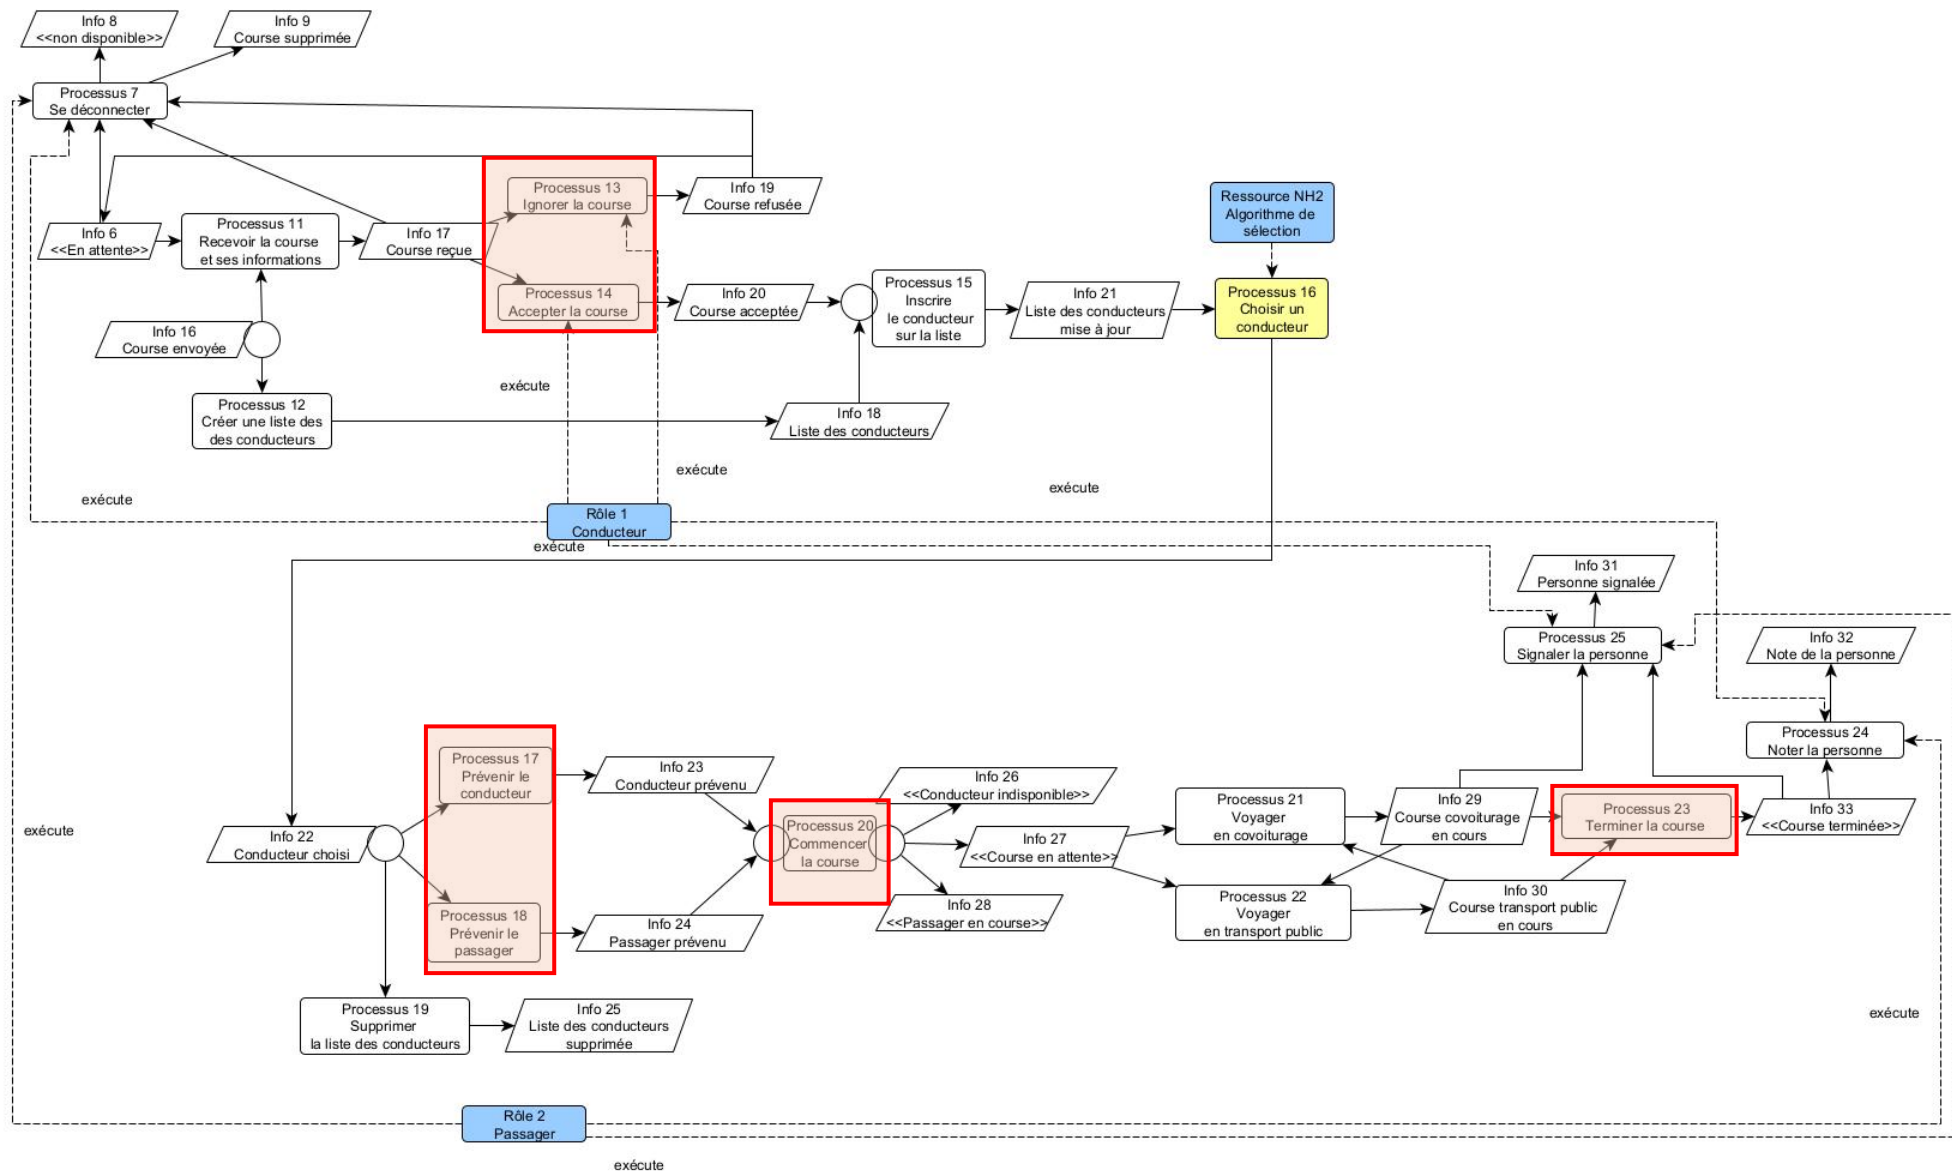 Info 8
<<non disponible>>
Info 9
Course supprimée
Processus 7
Se déconnecter
Processus 13
Ignorer la course
Info 19
Course refusée
Ressource NH2
Algorithme de
sélection
Info 6
<<En attente>>
Processus 11
Recevoir la course
et ses informations
Info 17
Course reçue
Processus 14
Accepter la course
Info 20
Course acceptée
Processus 15
Inscrire
le conducteur
sur la liste
Info 21
Liste des conducteurs
mise à jour
Processus 16
Choisir un
conducteur
Info 16
Course envoyée
exécute
Processus 12
Créer une liste des
des conducteurs
Info 18
Liste des conducteurs
exécute
exécute
exécute
Rôle 1
Conducteur
exécute
Info 31
Personne signalée
Processus 25
Signaler la personne
Info 32
Note de la personne
Processus 24
Noter la personne
Processus 17
Prévenir le
conducteur
Info 23
Conducteur prévenu
Info 26
<<Conducteur indisponible>>
Processus 21
Voyager
en covoiturage
Info 29
Course covoiturage
en cours
Processus 23
Terminer la course
Info 33
<<Course terminée>>
exécute
Info 22
Conducteur choisi
Processus 20
Commencer
la course
Info 27
<<Course en attente>>
Processus 18
Prévenir le
passager
Info 24
Passager prévenu
Info 28
<<Passager en course>>
Processus 22
Voyager
en transport public
Info 30
Course transport public
en cours
Processus 19
Supprimer
la liste des conducteurs
Info 25
Liste des conducteurs
supprimée
exécute
Rôle 2
Passager
exécute